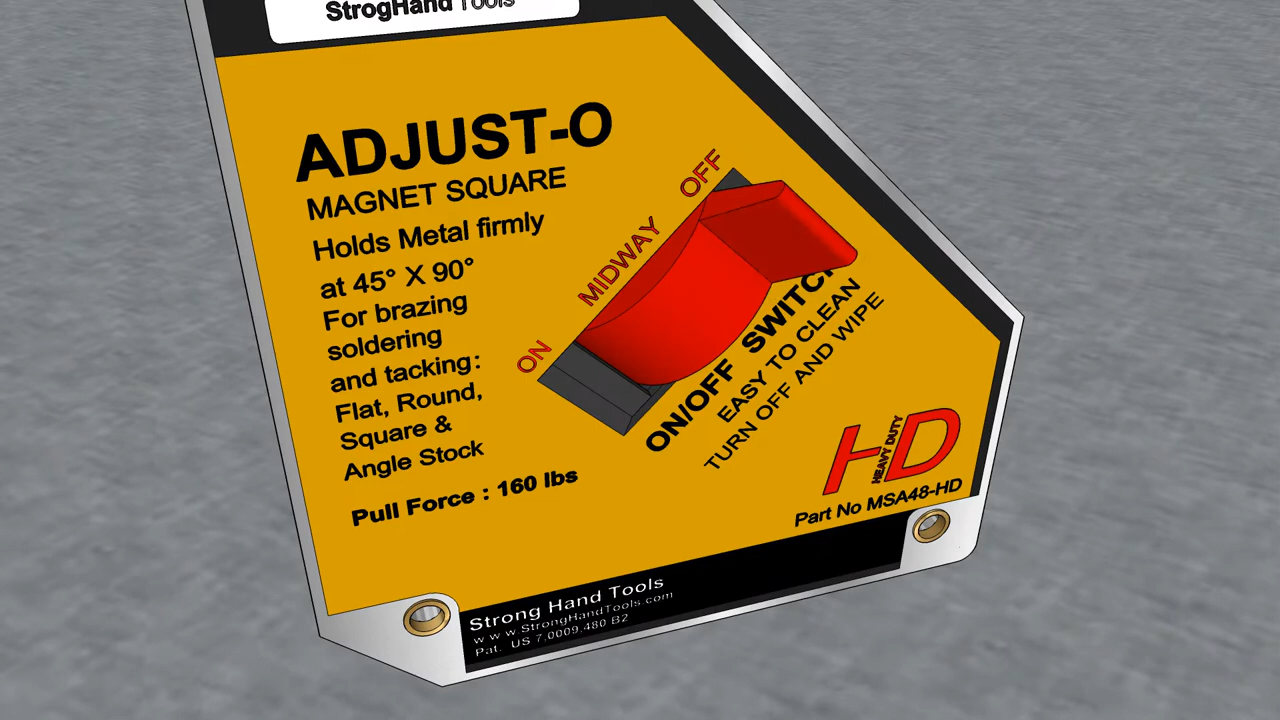 StrogHand Tools
ADJUST-O
MAGNET SQUARE
Holds Metal firmly
at 45° X 90°
For brazing
soldering
and tacking:
Flat, Round,
Square &
Angle Stock
Pull Force : 160 lbs
OFF
MIDWAY
ON
ON/OFF SWITCH
EASY TO CLEAN
TURN OFF AND WIPE
HD
HEAVY DUTY
Part No MSA48-HD
Strong Hand Tools
www.StrongHandTools.com
Pat. US 7.0009.480 B2